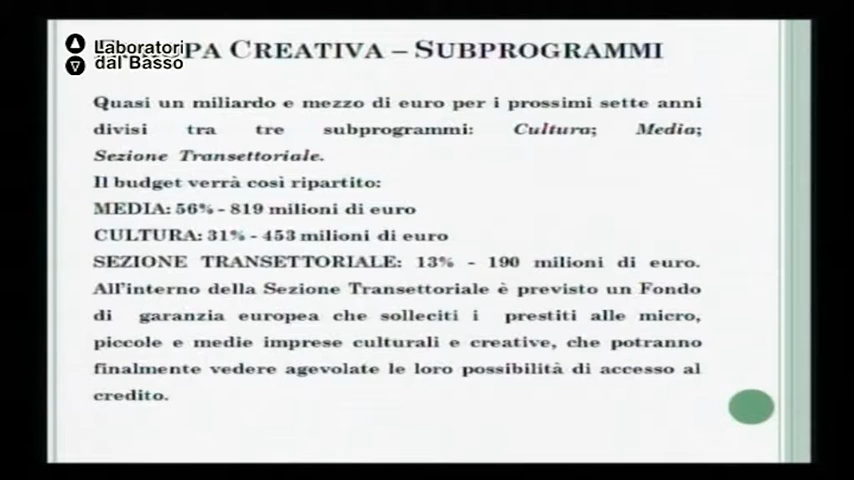 Laboratori
dal Basso
PA CREATIVA – SUBPROGRAMMI
Quasi un miliardo e mezzo di euro per i prossimi sette anni
divisi tra tre subprogrammi: Cultura; Media;
Sezione Transettoriale.
Il budget verrà così ripartito:
MEDIA: 56% - 819 milioni di euro
CULTURA: 31% - 453 milioni di euro
SEZIONE TRANSETTORIALE: 13% - 190 milioni di euro.
All'interno della Sezione Transettoriale è previsto un Fondo
di garanzia europea che solleciti i prestiti alle micro,
piccole e medie imprese culturali e creative, che potranno
finalmente vedere agevolate le loro possibilità di accesso al
credito.